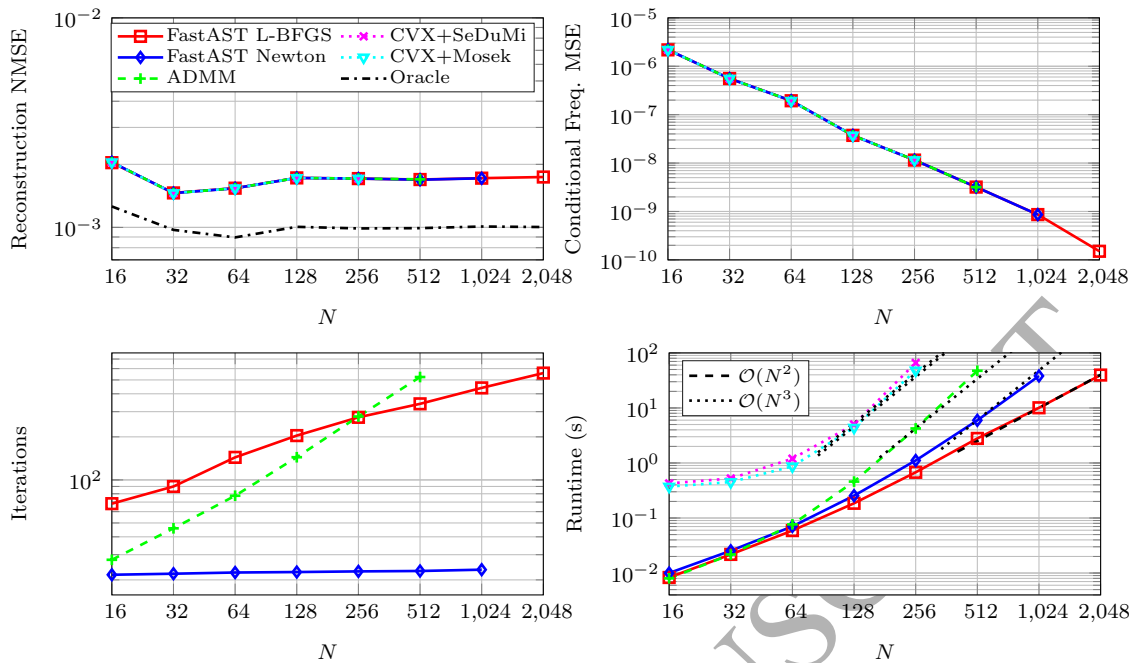 10^{-2}
10^{-3}
Reconstruction NMSE
FastAST L-BFGS
FastAST Newton
ADMM
CVX+SeDuMi
CVX+Mosek
Oracle
16 32 64 128 256 512 1,024 2,048
N
10^{-5}
10^{-6}
10^{-7}
10^{-8}
10^{-9}
10^{-10}
Conditional Freq. MSE
16 32 64 128 256 512 1,024 2,048
N
10^2
Iterations
16 32 64 128 256 512 1,024 2,048
N
10^2
10^1
10^0
10^{-1}
10^{-2}
Runtime (s)
O(N^2)
O(N^3)
16 32 64 128 256 512 1,024 2,048
N